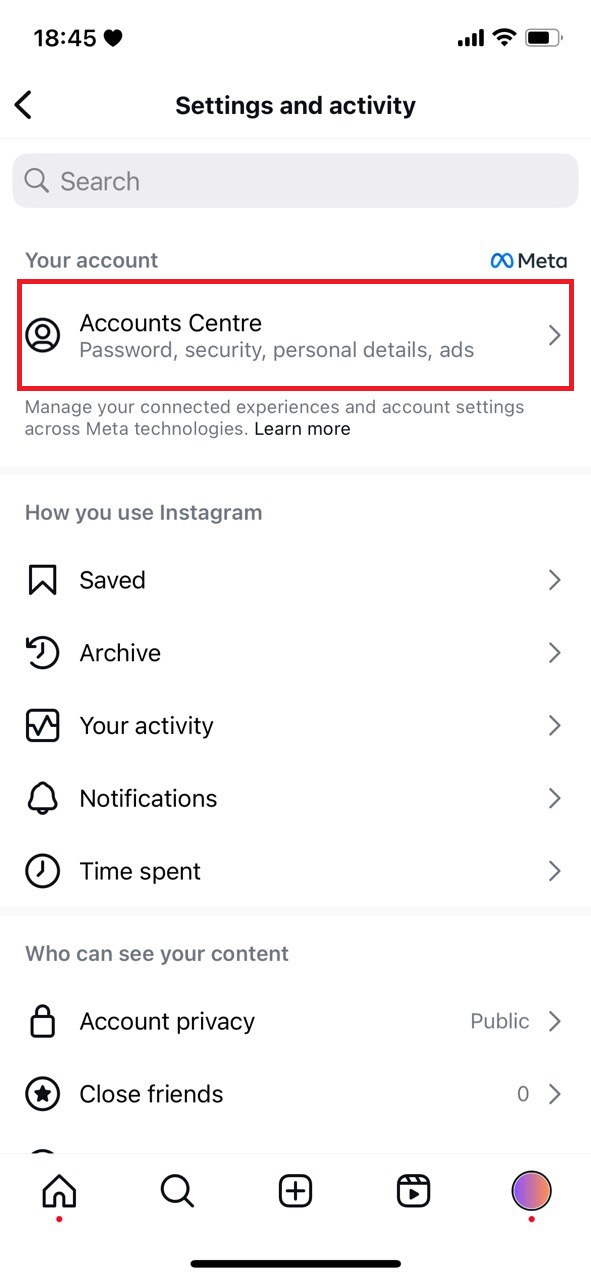 18:45
Settings and activity
Search
Your account
Meta
Accounts Centre
Password, security, personal details, ads
Manage your connected experiences and account settings
across Meta technologies. Learn more
How you use Instagram
Saved
Archive
Your activity
Notifications
Time spent
Who can see your content
Account privacy Public
Close friends 0